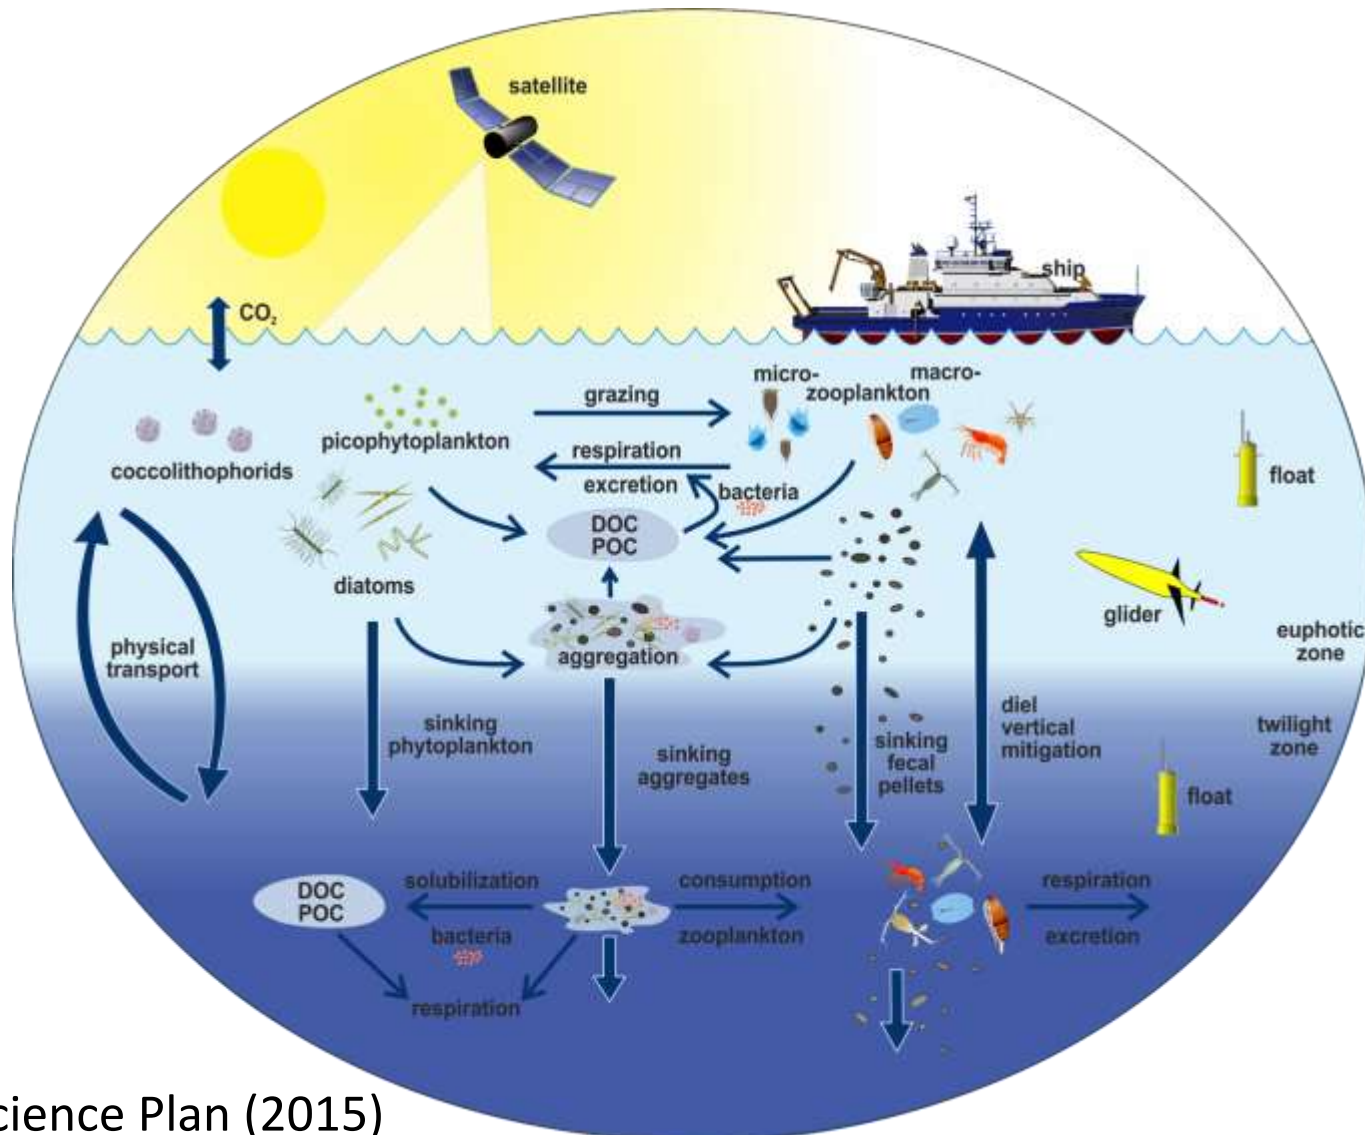 satellite
ship
CO₂
micro-
macro-
zooplankton
grazing
picophytoplankton
coccolithophorids
respiration
excretion
bacteria
float
DOC
POC
diatoms
glider
physical
transport
aggregation
euphotic
zone
sinking
phytoplankton
sinking
aggregates
sinking
fecal
pellets
diel
vertical
mitigation
twilight
zone
float
DOC
POC
solubilization
bacteria
consumption
zooplankton
respiration
excretion
respiration
Plan (2015)